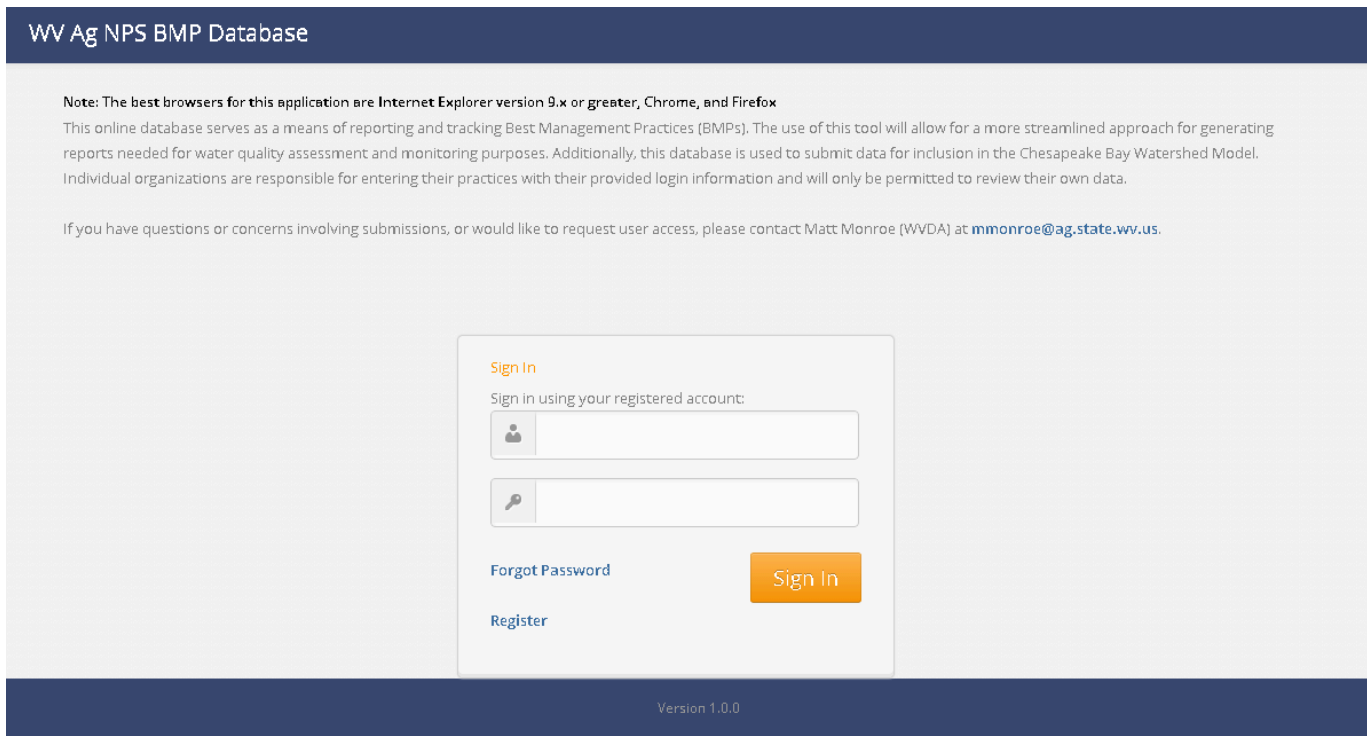 WV Ag NPS BMP Database
Note: The best browsers for this application are Internet Explorer version 9.x or greater, Chrome, and Firefox
This online database serves as a means of reporting and tracking Best Management Practices (BMPs). The use of this tool will allow for a more streamlined approach for generating
reports needed for water quality assessment and monitoring purposes. Additionally, this database is used to submit data for inclusion in the Chesapeake Bay Watershed Model.
Individual organizations are responsible for entering their practices with their provided login information and will only be permitted to review their own data.
If you have questions or concerns involving submissions, or would like to request user access, please contact Matt Monroe (WVDA) at mmonroe@ag.state.wv.us.
Sign In
Sign in using your registered account:
Forgot Password
Sign In
Register
Version 1.0.0